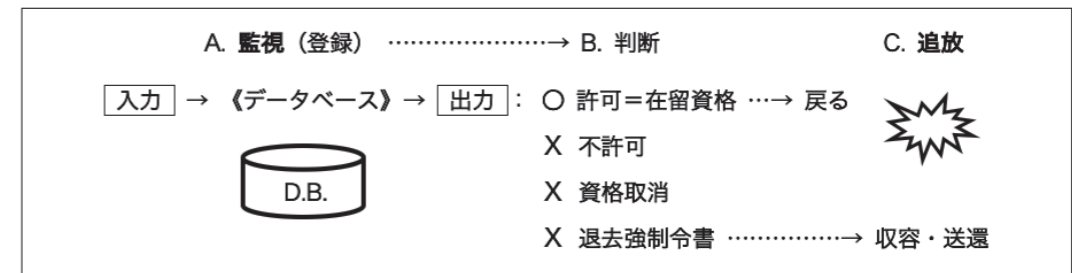 A. 監視（登録） …………………→ B. 判断 C. 追放
入力 → 《データベース》 → 出力 ： ○ 許可＝在留資格 …→ 戻る
X 不許可
D.B.
X 資格取消
X 退去強制令書 ……………→ 収容・送還